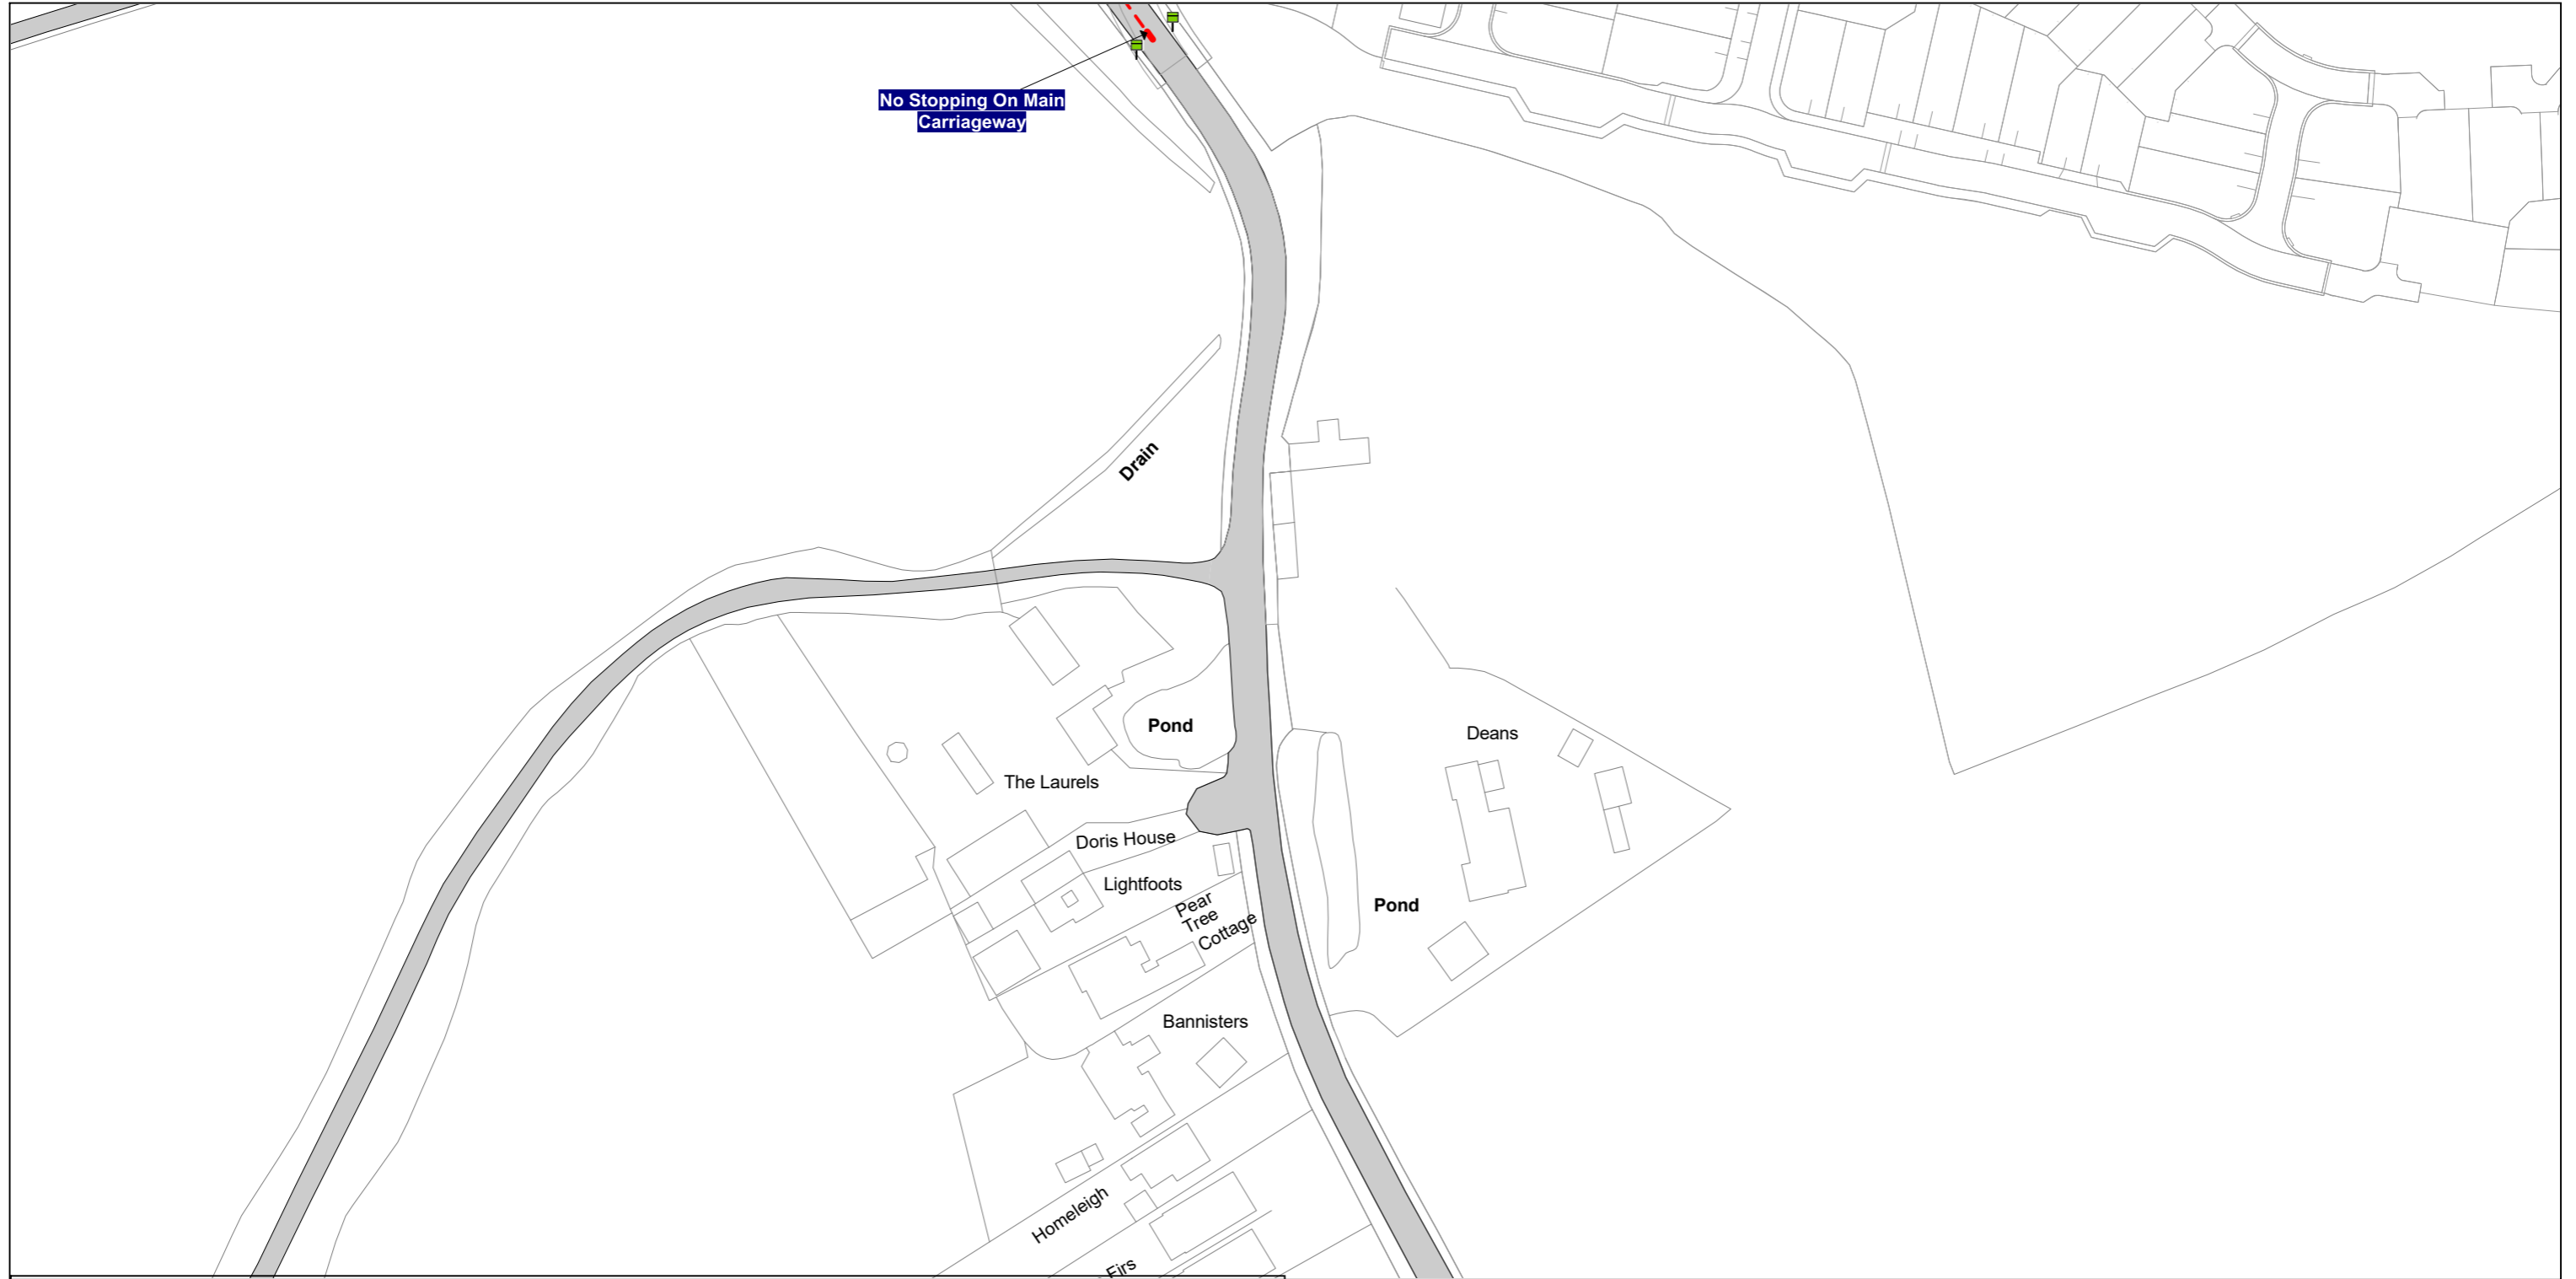 No Stopping On Main
Carriageway
Drain
Pond
Deans
The Laurels
Doris House
Lightfoots
Pear
Tree
Cottage
Pond
Bannisters
Homeleigh
Firs